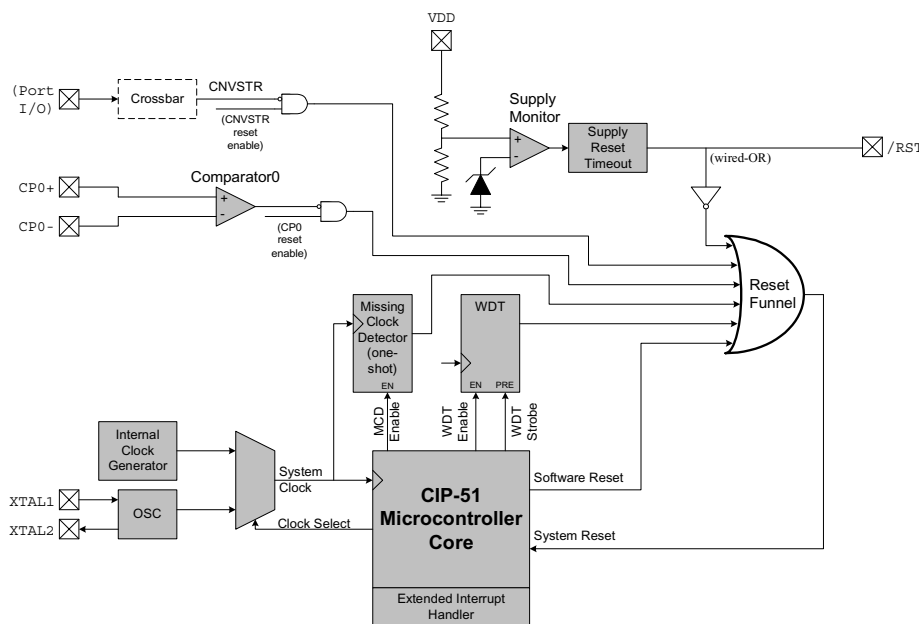 VDD
(Port
I/O)
Crossbar
CNVSTR
(CNVSTR
reset
enable)
Supply
Monitor
+
-
Supply
Reset
Timeout
(wired-OR)
/RST
CP0+
CP0-
Comparator0
+
-
(CP0
reset
enable)
Reset
Funnel
Missing
Clock
Detector
(one-
shot)
EN
WDT
EN
PRE
MCD
Enable
WDT
Enable
WDT
Strobe
Internal
Clock
Generator
System
Clock
XTAL1
XTAL2
OSC
Clock Select
CIP-51
Microcontroller
Core
Software Reset
System Reset
Extended Interrupt
Handler